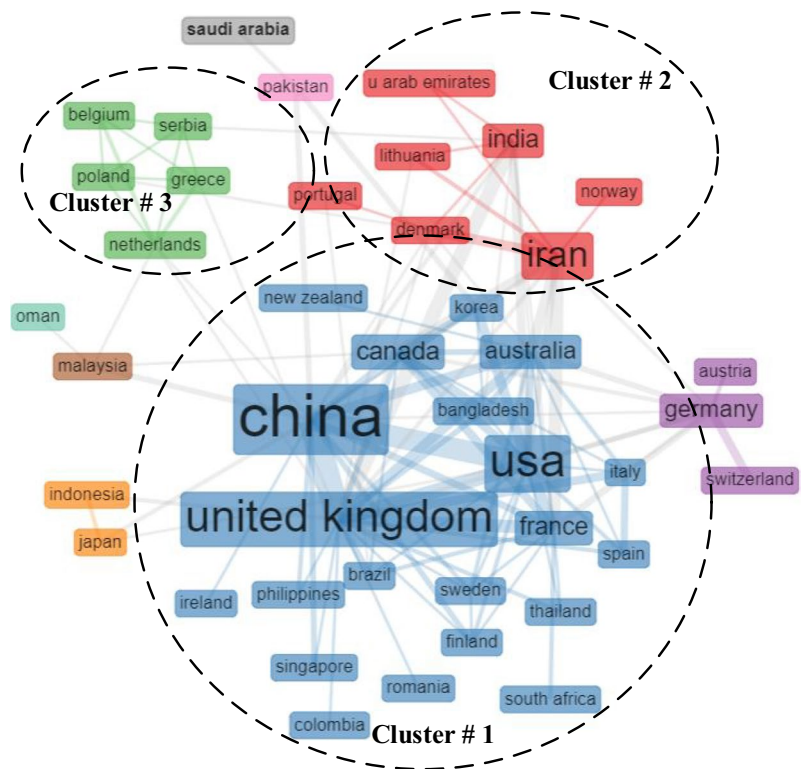 saudi arabia
pakistan
u arab emirates
Cluster # 2
belgium
serbia
india
lithuania
poland
greece
norway
portugal
Cluster # 3
denmark
netherlands
iran
new zealand
korea
oman
canada
australia
malaysia
austria
china
bangladesh
germany
usa
italy
switzerland
indonesia
united kingdom
france
japan
spain
brazil
ireland
philippines
sweden
thailand
finland
singapore
romania
south africa
colombia
Cluster # 1